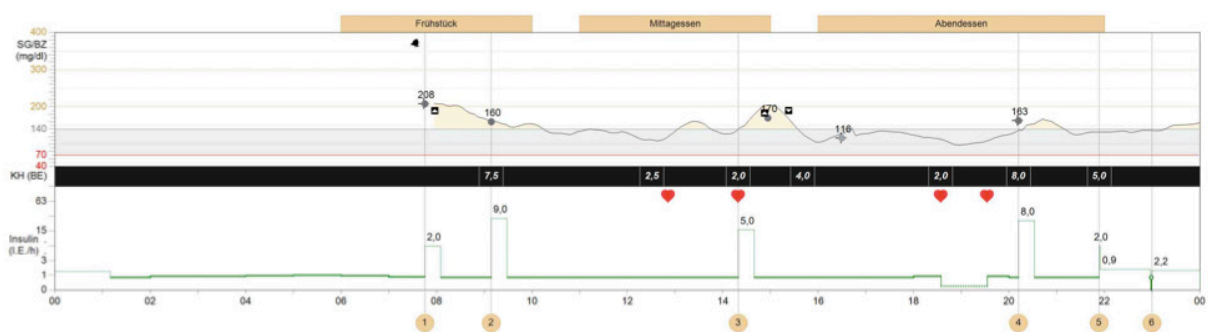 Frühstück Mittagessen Abendessen
400
SG/BZ
(mg/dl)
300
200
140
70
40
208 160 170 116 163
KH (BE) 7,5 2,5 2,0 4,0 2,0 8,0 5,0
63
15
Insulin
(I.E./h)
3
1
0
2,0 9,0 5,0 8,0 2,0 0,9 2,2
00 02 04 06 08 10 12 14 16 18 20 22 00
1 2 3 4 5 6